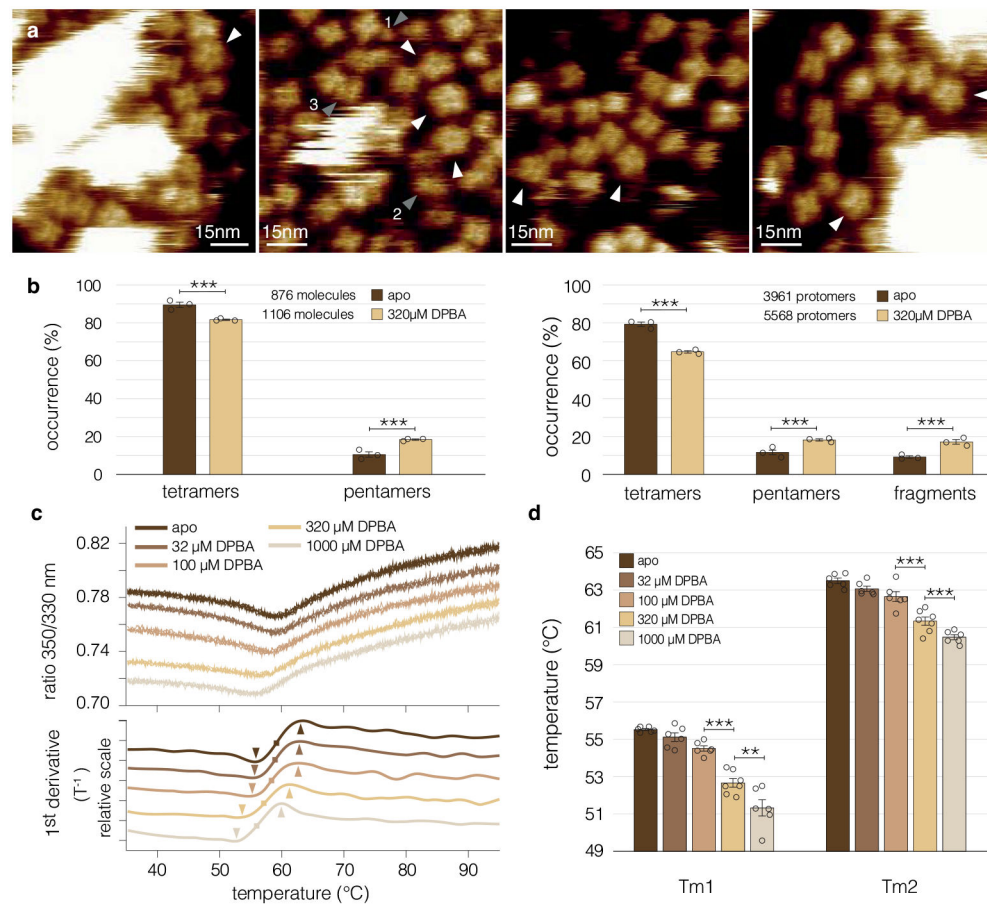 a
1
3
2
15nm
15nm
15nm
15nm
b
100
80
60
40
20
0
occurrence (%)
***
***
876 molecules
1106 molecules
apo
320µM DPBA
tetramers
pentamers
100
80
60
40
20
0
occurrence (%)
***
***
***
3961 protomers
5568 protomers
apo
320µM DPBA
tetramers
pentamers
fragments
c
apo
32 µM DPBA
100 µM DPBA
320 µM DPBA
1000 µM DPBA
0.82
0.78
0.74
0.70
ratio 350/330 nm
1st derivative
(T⁻¹)
relative scale
40
50
60
70
80
90
temperature (°C)
d
65
63
61
59
56
55
53
51
49
temperature (°C)
apo
32 µM DPBA
100 µM DPBA
320 µM DPBA
1000 µM DPBA
***
**
***
***
Tm1
Tm2